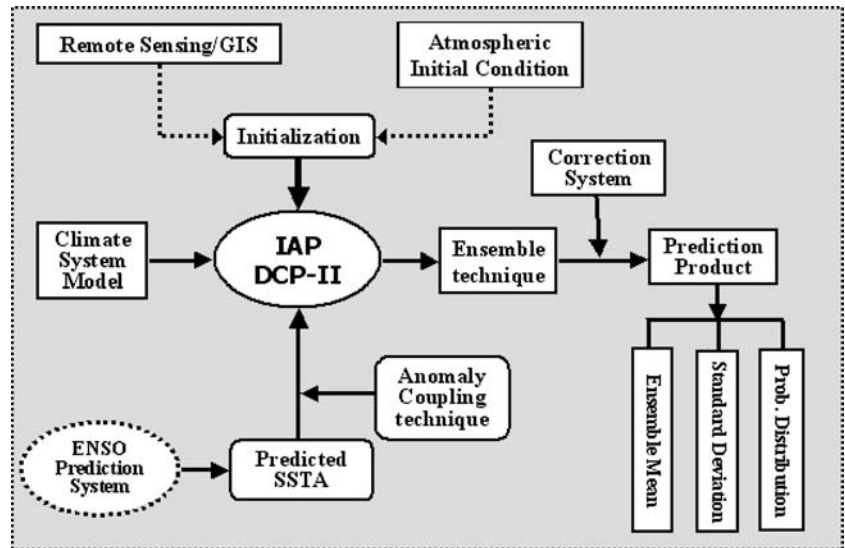 Remote Sensing/GIS
Atmospheric
Initial Condition
Initialization
Correction
System
Climate
System
Model
IAP
DCP-II
Ensemble
technique
Prediction
Product
Anomaly
Coupling
technique
ENSO
Prediction
System
Predicted
SSTA
Ensemble Mean
Standard Deviation
Prob. Distribution